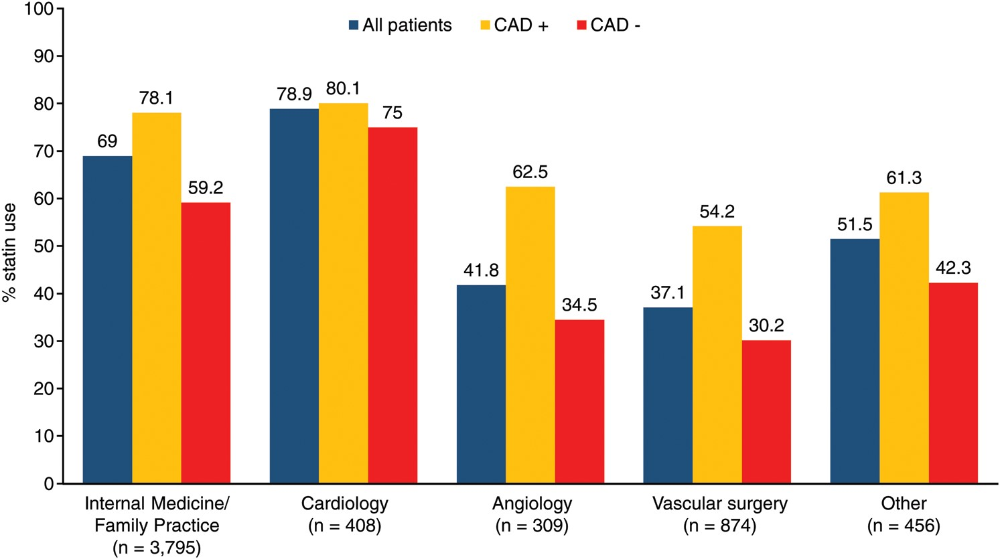 All patients CAD + CAD -
% statin use
100
90
80
70
60
50
40
30
20
10
0
69 78.1 59.2
78.9 80.1 75
41.8 62.5 34.5
37.1 54.2 30.2
51.5 61.3 42.3
Internal Medicine/
Family Practice
(n = 3,795)
Cardiology
(n = 408)
Angiology
(n = 309)
Vascular surgery
(n = 874)
Other
(n = 456)